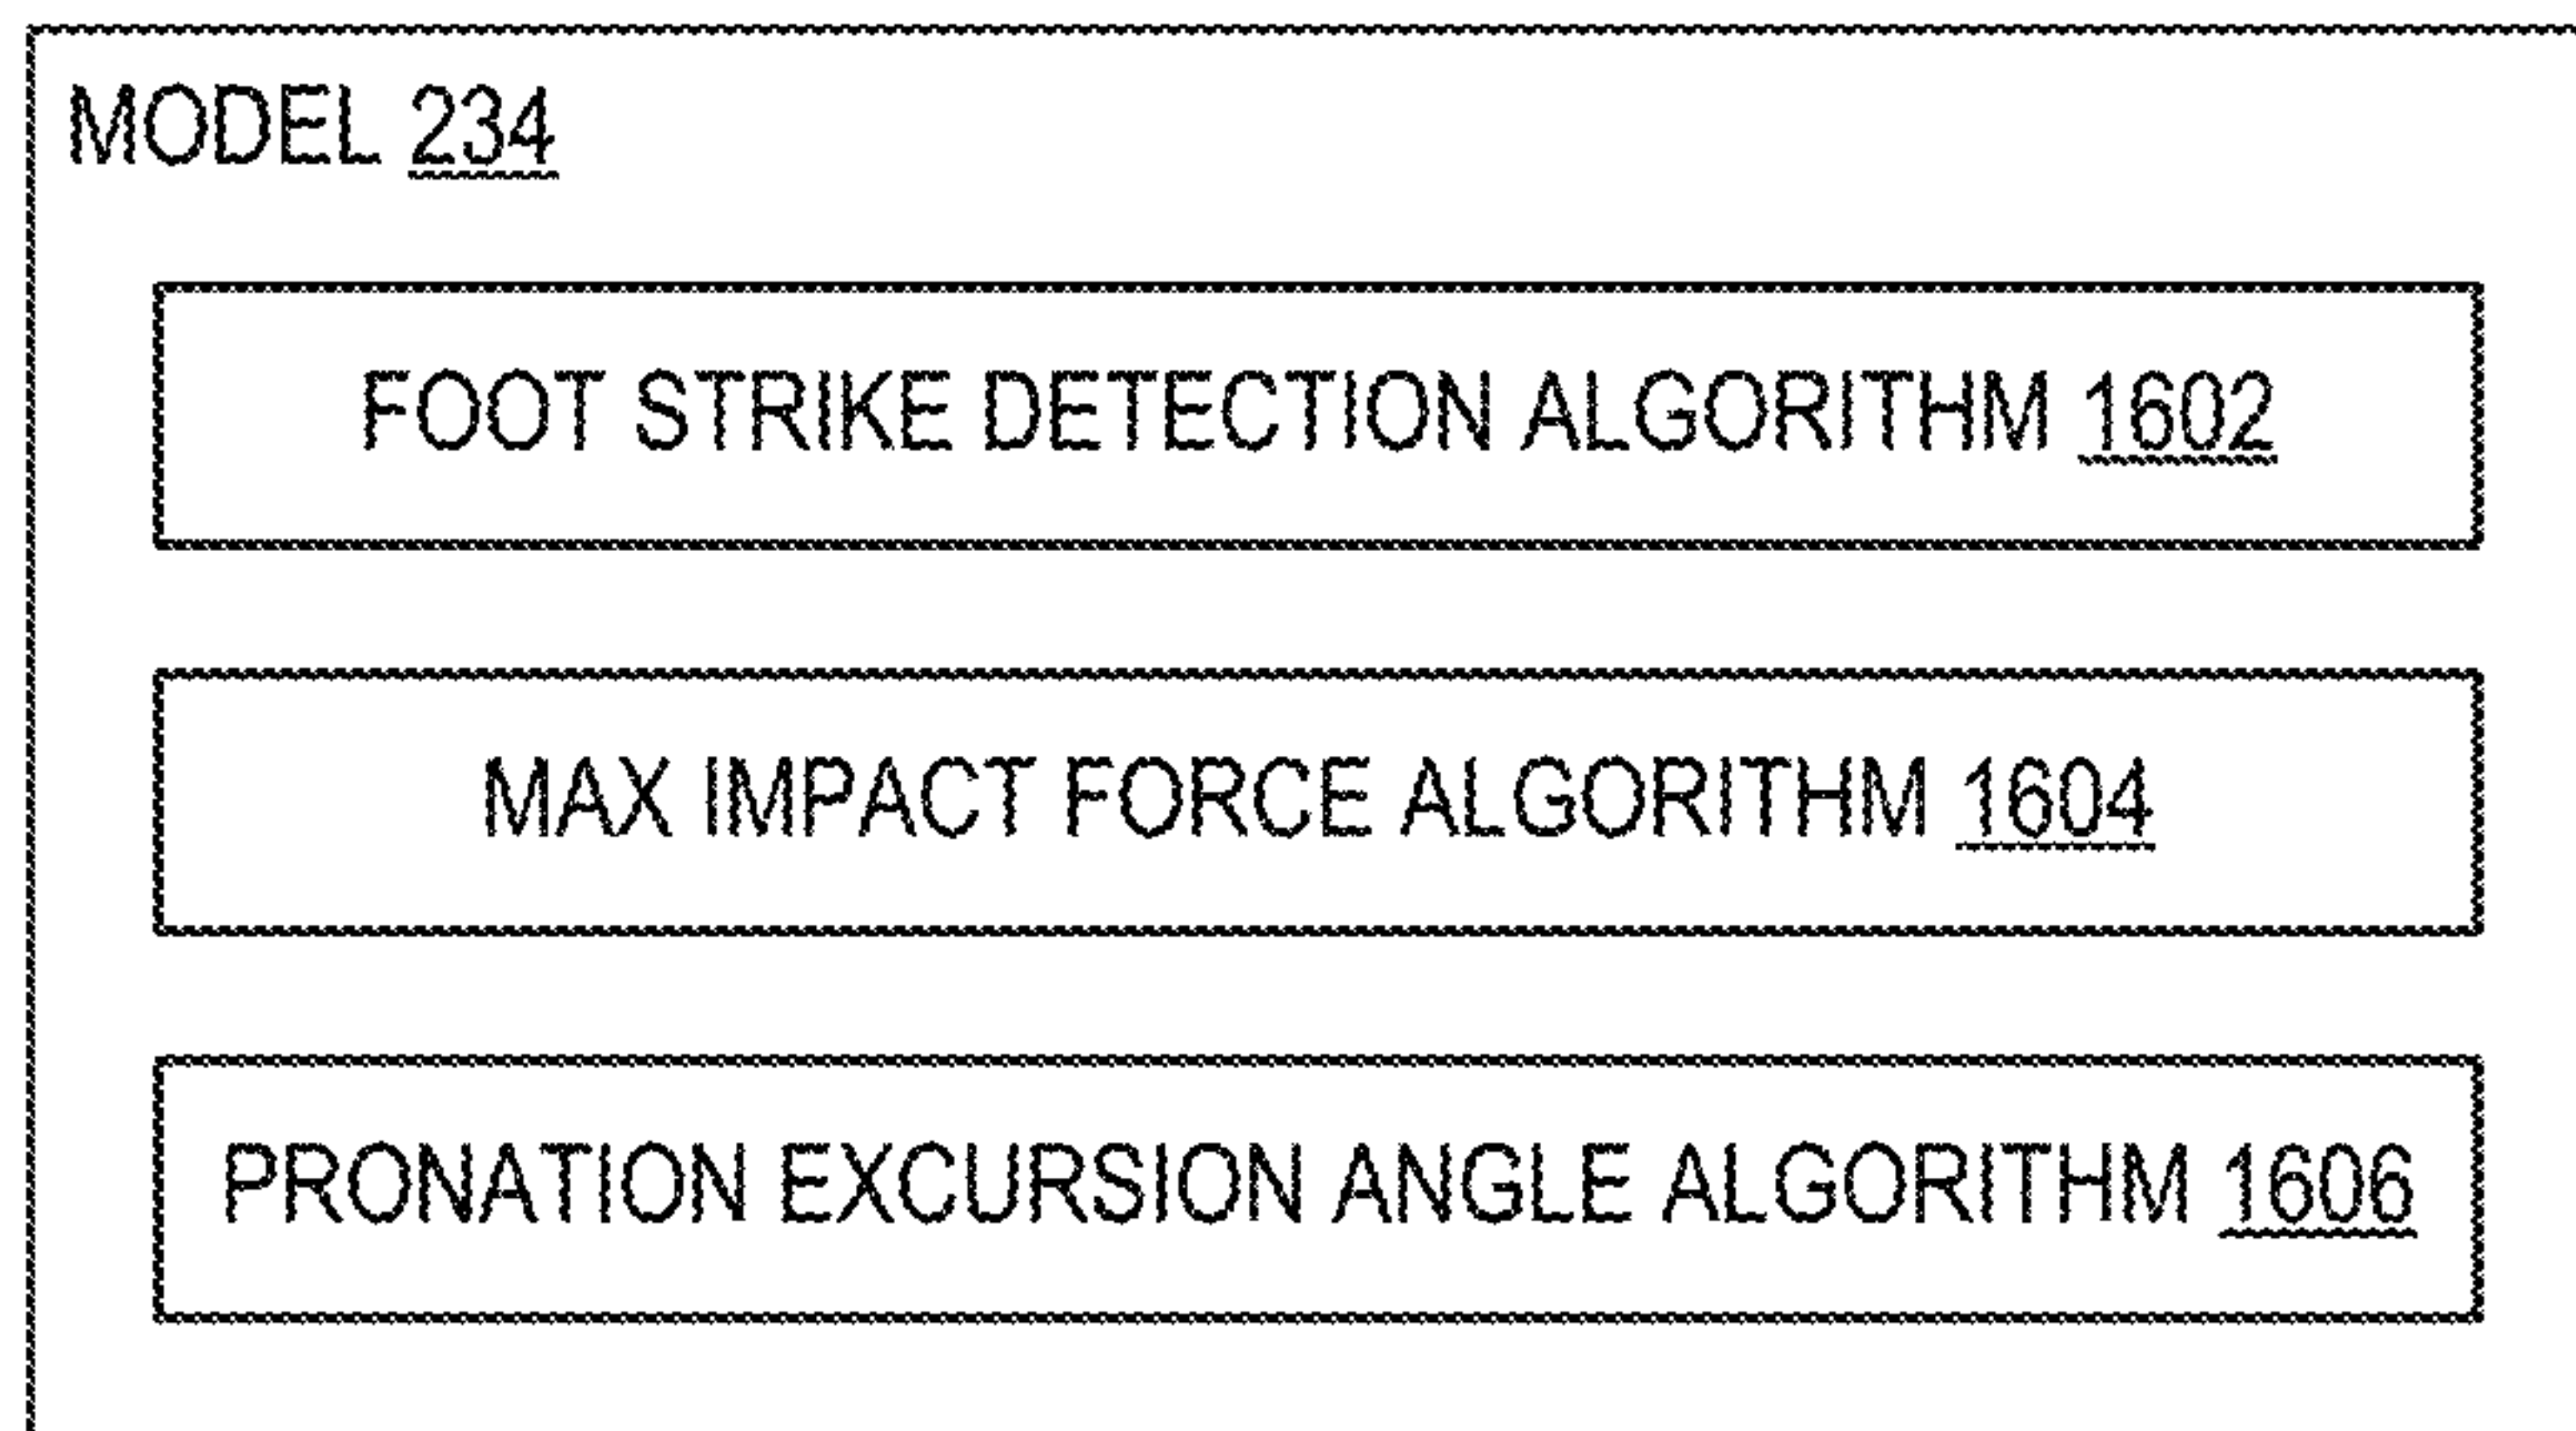 MODEL 234
FOOT STRIKE DETECTION ALGORITHM 1602
MAX IMPACT FORCE ALGORITHM 1604
PRONATION EXCURSION ANGLE ALGORITHM 1606